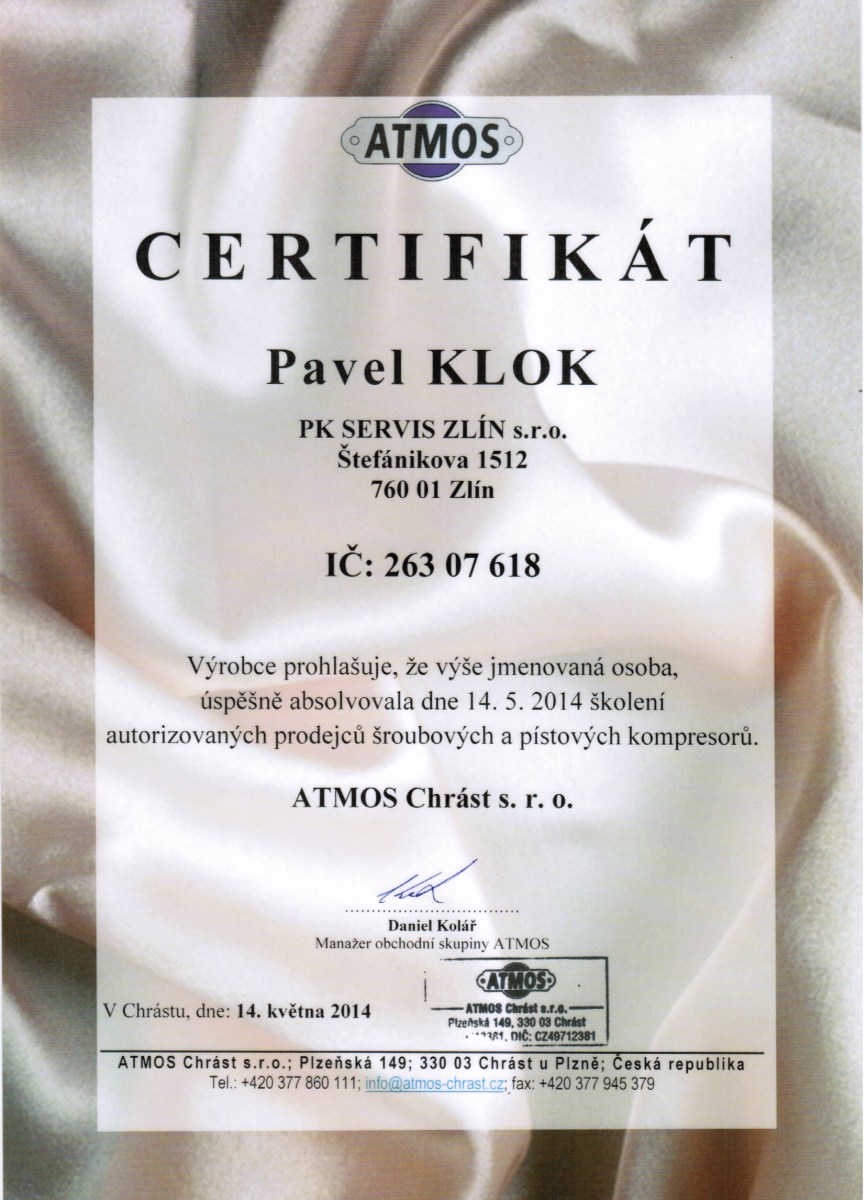 ATMOS
CERTIFIKÁT
Pavel KLOK
PK SERVIS ZLÍN s.r.o.
Štefánikova 1512
760 01 Zlín
IČ: 263 07 618
Výrobce prohlašuje, že výše jmenovaná osoba,
úspěšně absolvovala dne 14. 5. 2014 školení
autorizovaných prodejců šroubových a pístových kompresorů.
ATMOS Chrást s. r. o.
Daniel Kolář
Manažer obchodní skupiny ATMOS
ATMOS
ATMOS Chrást s.r.o.
Plzeňská 149, 330 03 Chrást
DIČ: CZ49712381
V Chrástu, dne: 14. května 2014
ATMOS Chrást s.r.o.; Plzeňská 149; 330 03 Chrást u Plzně; Česká republika
Tel.: +420 377 860 111; info@atmos-chrast.cz; fax: +420 377 945 379